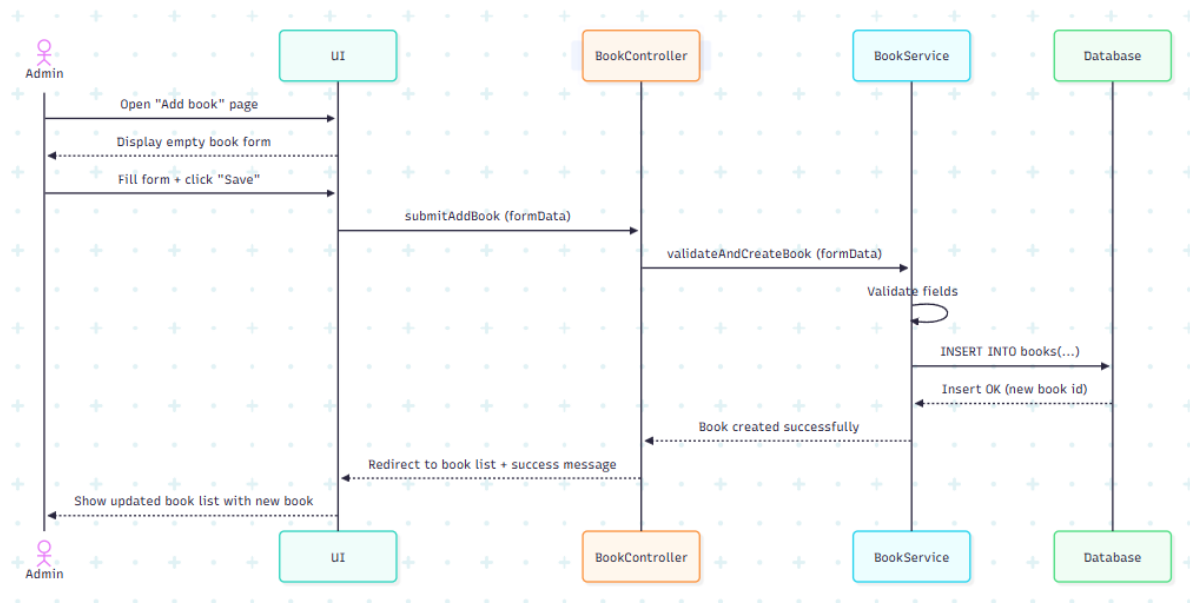 Admin
UI
BookController
BookService
Database
Open "Add book" page
Display empty book form
Fill form + click "Save"
submitAddBook (formData)
validateAndCreateBook (formData)
Validate fields
INSERT INTO books(...)
Insert OK (new book id)
Book created successfully
Redirect to book list + success message
Show updated book list with new book
Admin
UI
BookController
BookService
Database